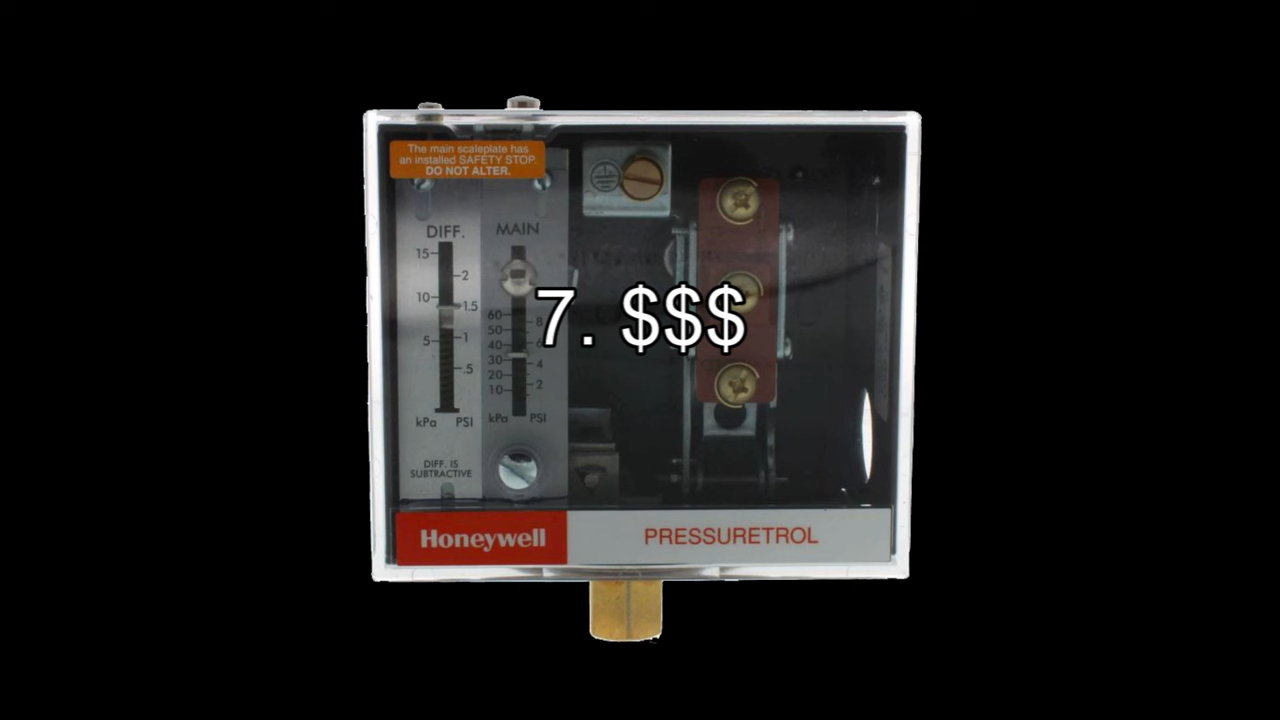 The main scaleplate has
an installed SAFETY STOP.
DO NOT ALTER.
DIFF. MAIN
15
2
10
1.5
5
1
.5
kPa PSI
60
8
50
40
6
30
4
20
2
10
kPa PSI
DIFF. IS
SUBTRACTIVE
7. $$$
Honeywell PRESSURETROL